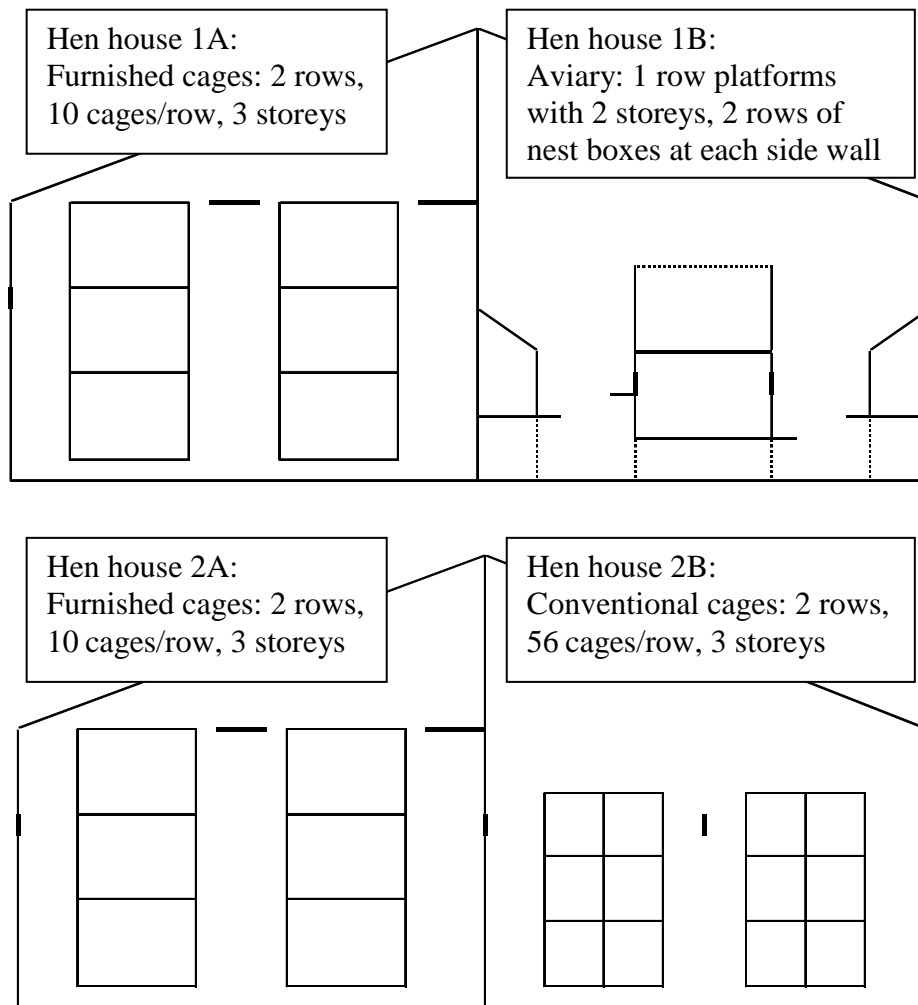 Hen house 1A:
Furnished cages: 2 rows,
10 cages/row, 3 storeys
Hen house 1B:
Aviary: 1 row platforms
with 2 storeys, 2 rows of
nest boxes at each side wall
Hen house 2A:
Furnished cages: 2 rows,
10 cages/row, 3 storeys
Hen house 2B:
Conventional cages: 2 rows,
56 cages/row, 3 storeys